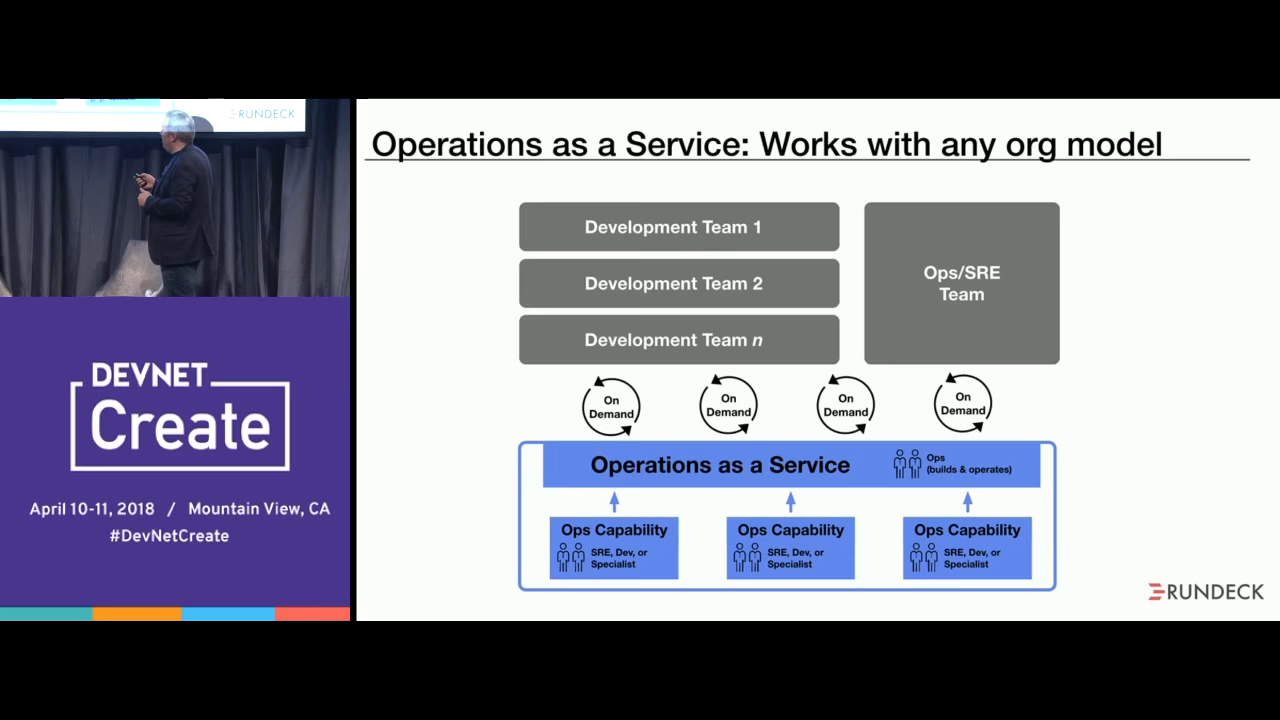 RUNDECK
DEVNET
Create
April 10-11, 2018 / Mountain View, CA
#DevNetCreate
Operations as a Service: Works with any org model
Development Team 1
Development Team 2
Development Team n
Ops/SRE
Team
On
Demand
On
Demand
On
Demand
On
Demand
Operations as a Service
Ops
(builds & operates)
Ops Capability
SRE, Dev, or
Specialist
Ops Capability
SRE, Dev, or
Specialist
Ops Capability
SRE, Dev, or
Specialist
RUNDECK